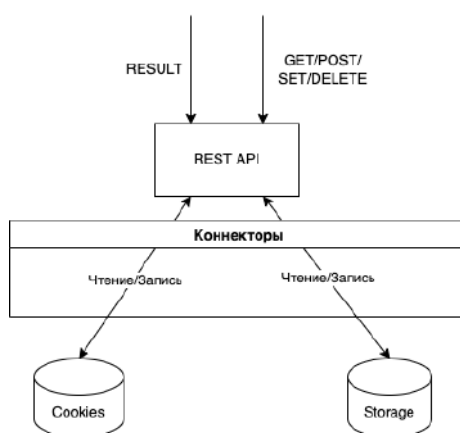 RESULT
GET/POST/
SET/DELETE
REST API
Коннекторы
Чтение/Запись
Чтение/Запись
Cookies
Storage